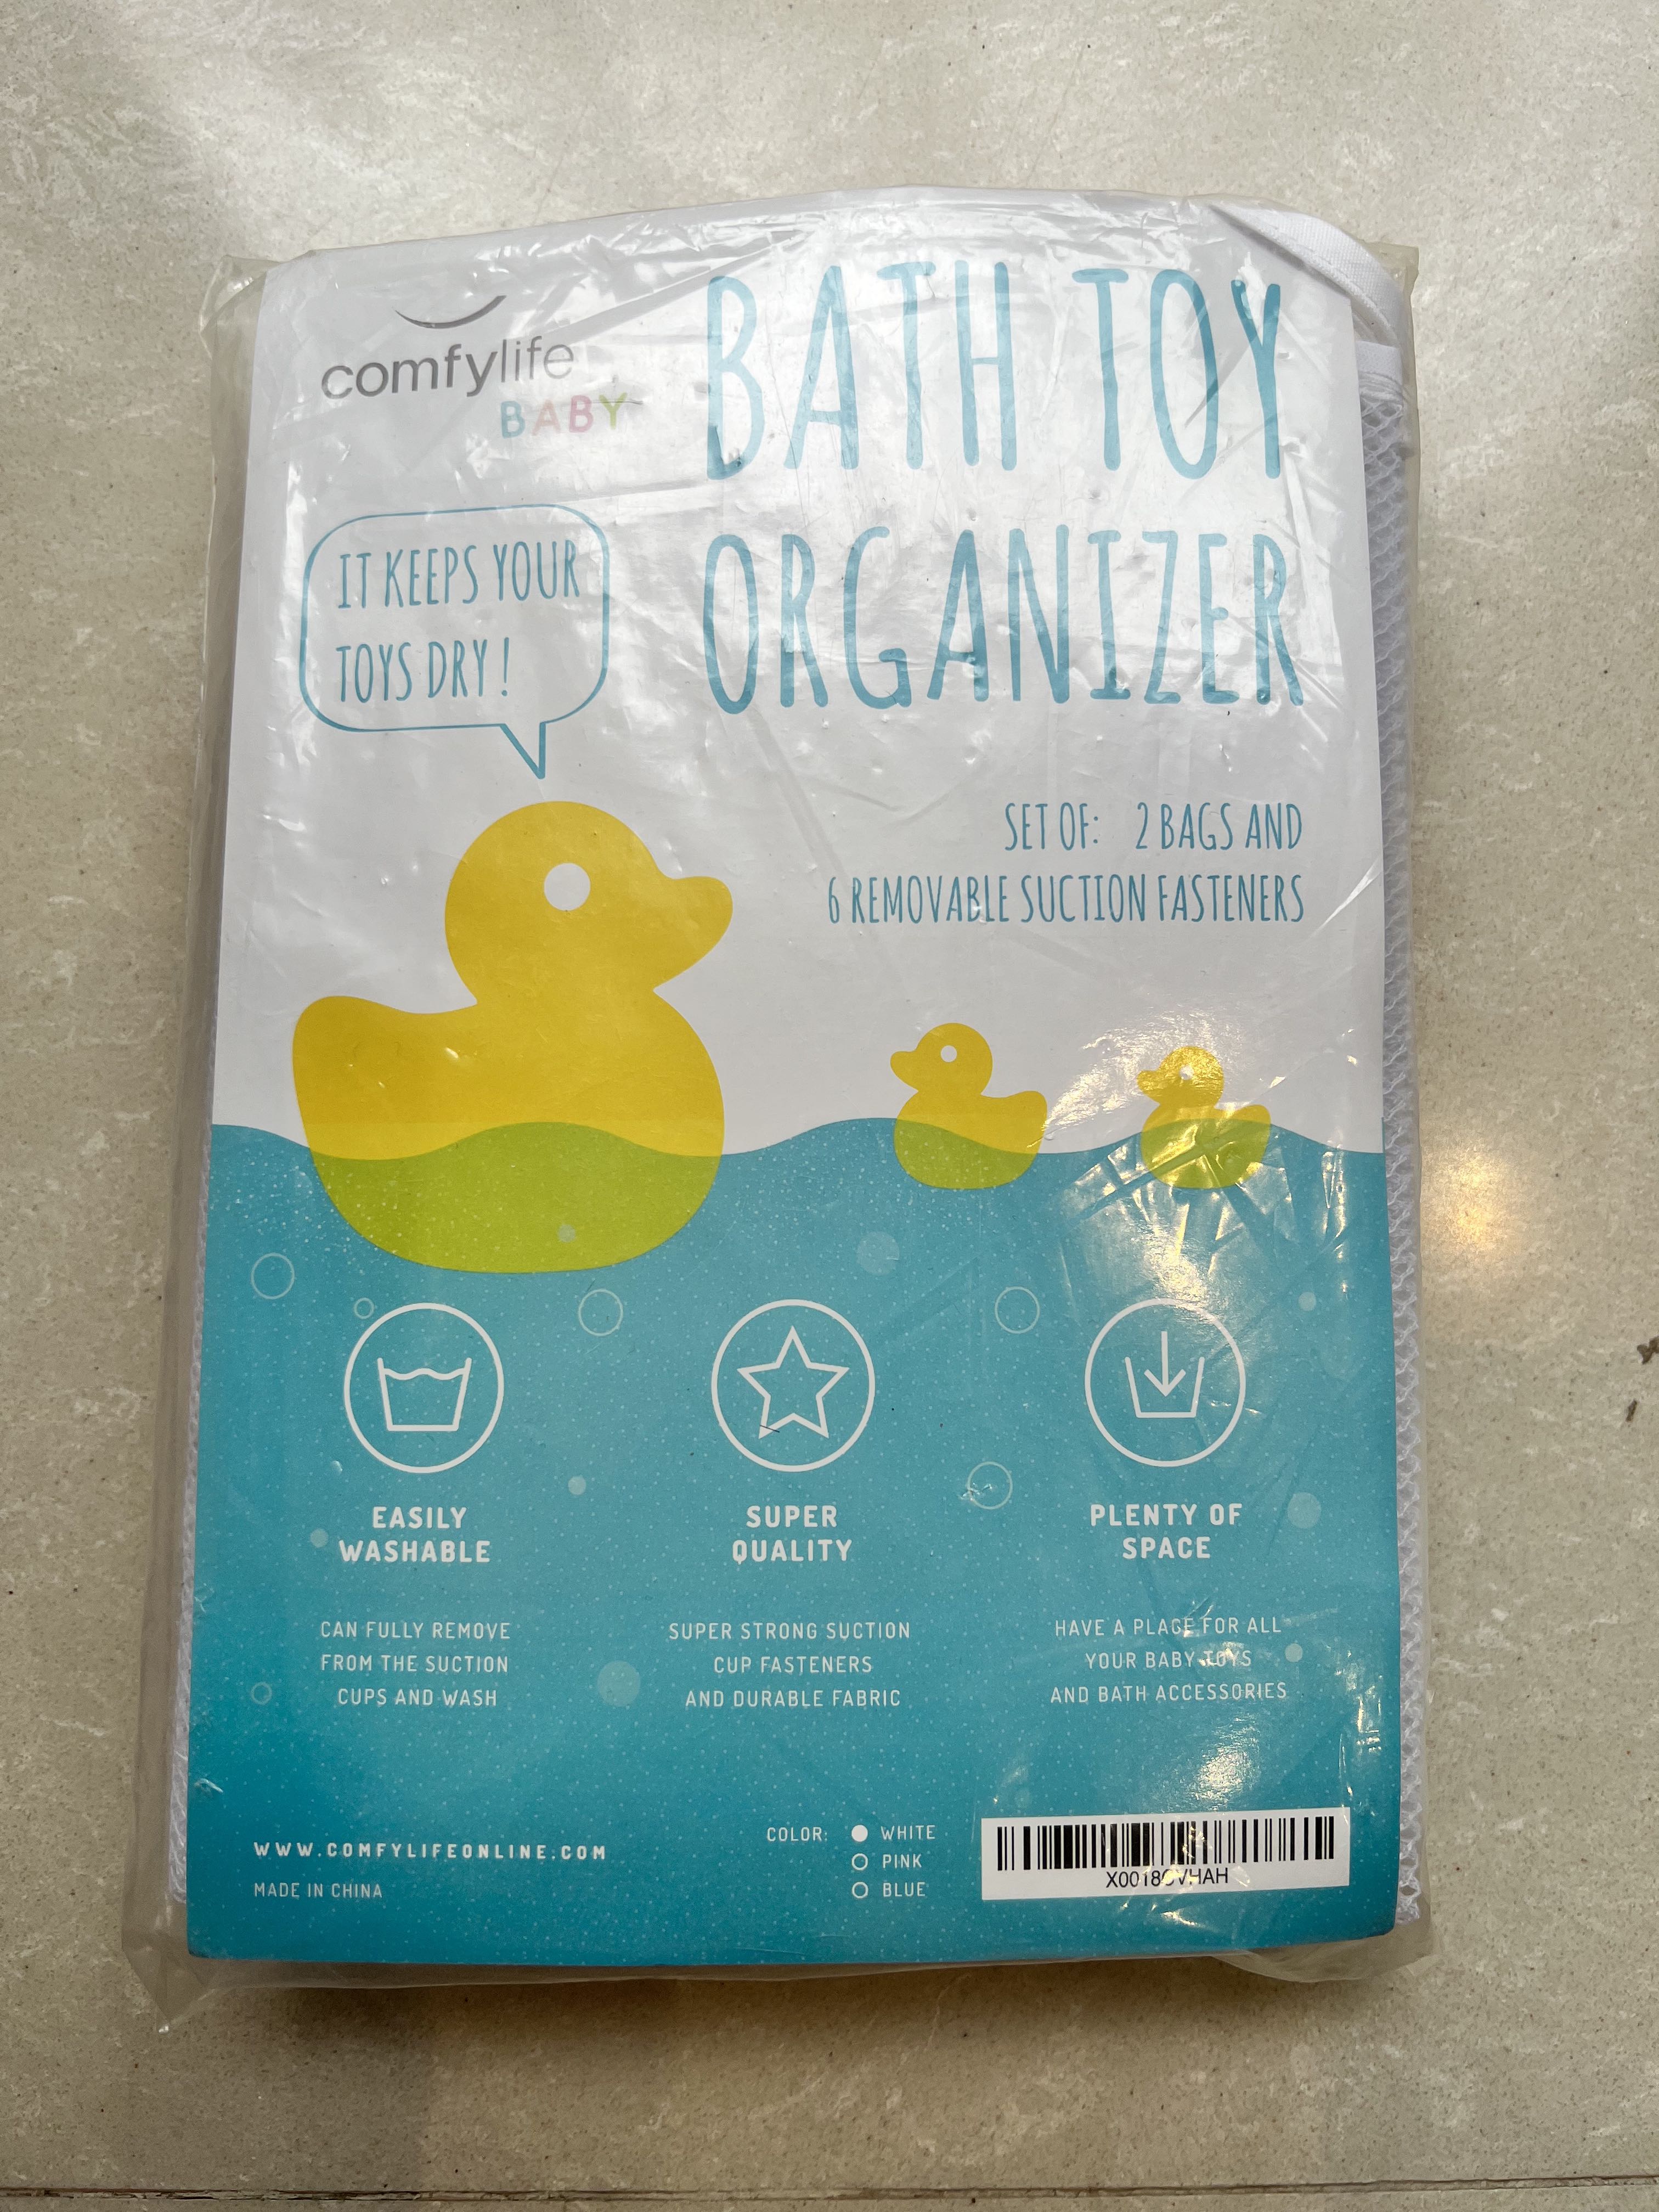 comfylife
BABY
BATH TOY
ORGANIZER
IT KEEPS YOUR
TOYS DRY!
SET OF: 2 BAGS AND
6 REMOVABLE SUCTION FASTENERS
EASILY
WASHABLE
CAN FULLY REMOVE
FROM THE SUCTION
CUPS AND WASH
SUPER
QUALITY
SUPER STRONG SUCTION
CUP FASTENERS
AND DURABLE FABRIC
PLENTY OF
SPACE
HAVE A PLACE FOR ALL
YOUR BABY TOYS
AND BATH ACCESSORIES
WWW.COMFYLIFEONLINE.COM
MADE IN CHINA
COLOR: WHITE
PINK
BLUE